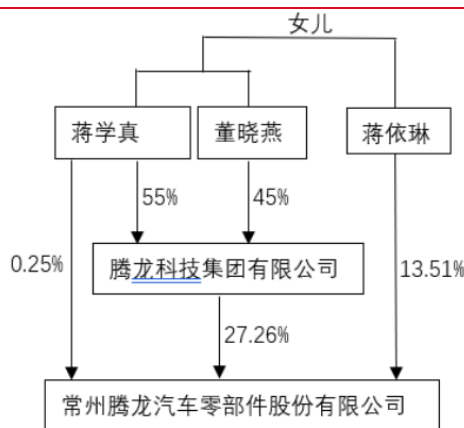 女儿
蒋学真
董晓燕
蒋依琳
55%
45%
0.25%
腾龙科技集团有限公司
13.51%
27.26%
常州腾龙汽车零部件股份有限公司